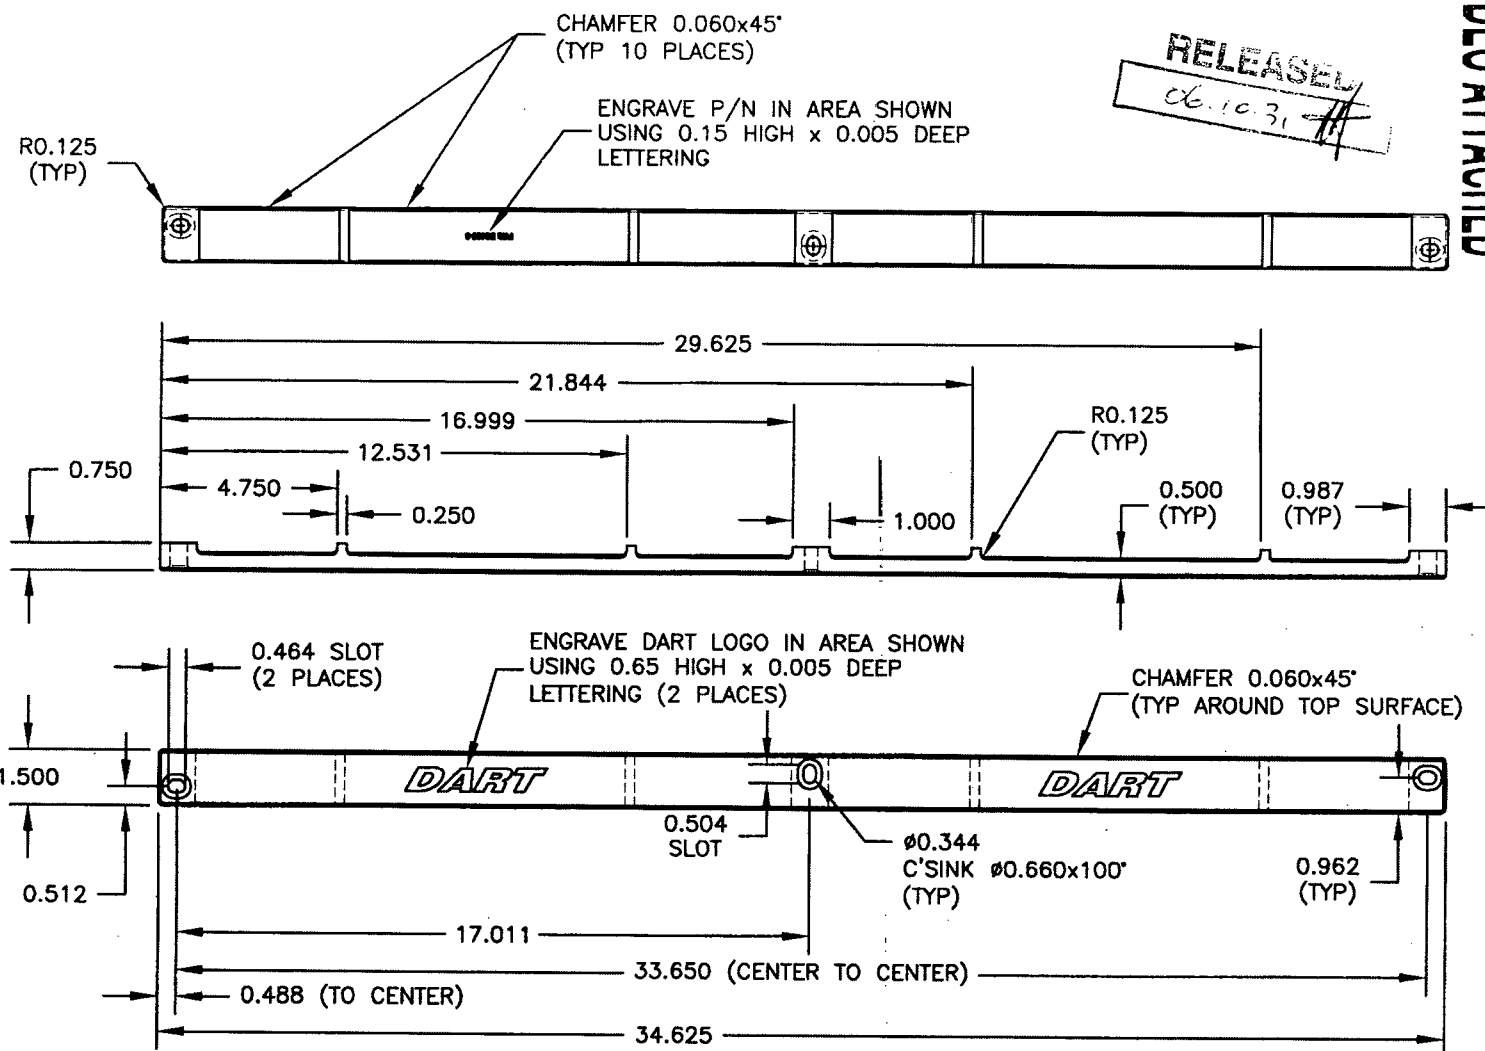 CHAMFER 0.060x45°
(TYP 10 PLACES)
RELEASED
06.10.31
ENGRAVE P/N IN AREA SHOWN
USING 0.15 HIGH x 0.005 DEEP
LETTERING
R0.125
(TYP)
ATTACHED
29.625
21.844
16.999
12.531
R0.125
(TYP)
0.750
4.750
0.250
1.000
0.500
(TYP)
0.987
(TYP)
0.464 SLOT
(2 PLACES)
ENGRAVE DART LOGO IN AREA SHOWN
USING 0.65 HIGH x 0.005 DEEP
LETTERING (2 PLACES)
CHAMFER 0.060x45°
(TYP AROUND TOP SURFACE)
1.500
DART
DART
0.504
SLOT
ø0.344
C'SINK ø0.660x100°
(TYP)
0.962
(TYP)
0.512
17.011
33.650 (CENTER TO CENTER)
0.488 (TO CENTER)
34.625